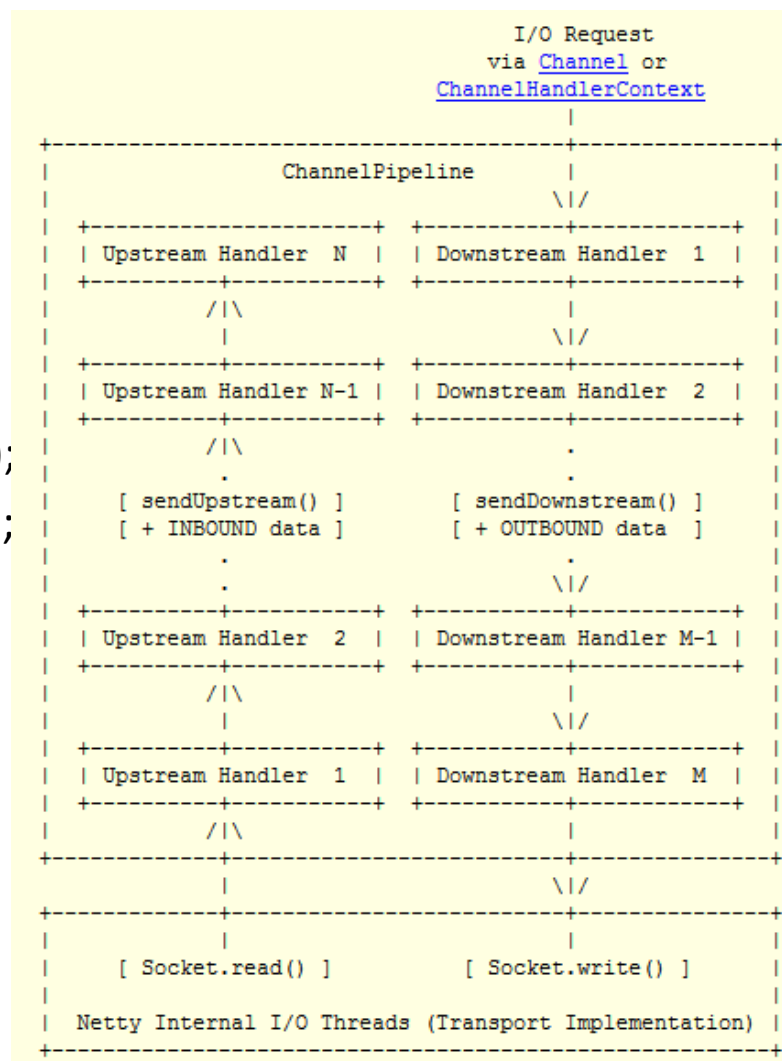 I/O Request
                                   via Channel or
                               ChannelHandlerContext
                                         |
+----------------------------------------+---------------+
|                  ChannelPipeline       |               |
|                                       \|/              |
|  +----------------------+  +-----------+------------+  |
|  | Upstream Handler  N  |  | Downstream Handler  1  |  |
|  +----------+-----------+  +-----------+------------+  |
|            /|\                         |               |
|             |                         \|/              |
|  +----------+-----------+  +-----------+------------+  |
|  | Upstream Handler N-1 |  | Downstream Handler  2  |  |
|  +----------+-----------+  +-----------+------------+  |
);
|            /|\                         .               |
|             .                          .               |
|     [ sendUpstream() ]        [ sendDownstream() ]     |
;
|     [ + INBOUND data ]        [ + OUTBOUND data  ]     |
|             .                          .               |
|             .                         \|/              |
|  +----------+-----------+  +-----------+------------+  |
|  | Upstream Handler  2  |  | Downstream Handler M-1 |  |
|  +----------+-----------+  +-----------+------------+  |
|            /|\                         |               |
|             |                         \|/              |
|  +----------+-----------+  +-----------+------------+  |
|  | Upstream Handler  1  |  | Downstream Handler  M  |  |
|  +----------+-----------+  +-----------+------------+  |
|            /|\                         |               |
+-------------+--------------------------+---------------+
              |                         \|/
+-------------+--------------------------+---------------+
|             |                          |               |
|     [ Socket.read() ]          [ Socket.write() ]      |
|                                                        |
|  Netty Internal I/O Threads (Transport Implementation) |
+--------------------------------------------------------+